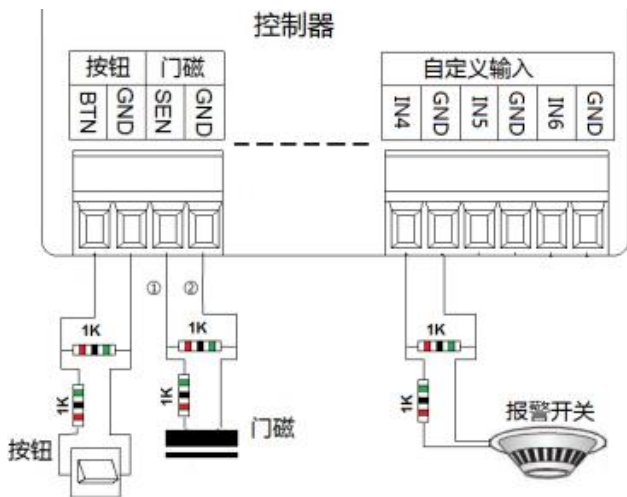 控制器
按钮 门磁 自定义输入
BTN GND SEN GND IN4 GND IN5 GND IN6 GND
① ②
1K 1K 1K
1K 1K 1K
按钮 门磁 报警开关